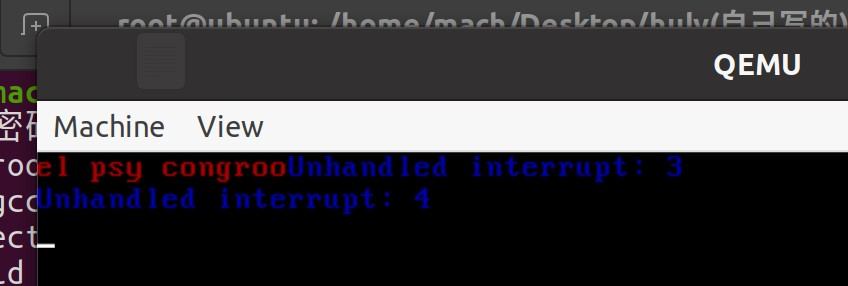 root@ubuntu: /home/mach/Desktop/hulv(自己写的)
QEMU
Machine View
el psy congrooUnhandled interrupt: 3
Unhandled interrupt: 4